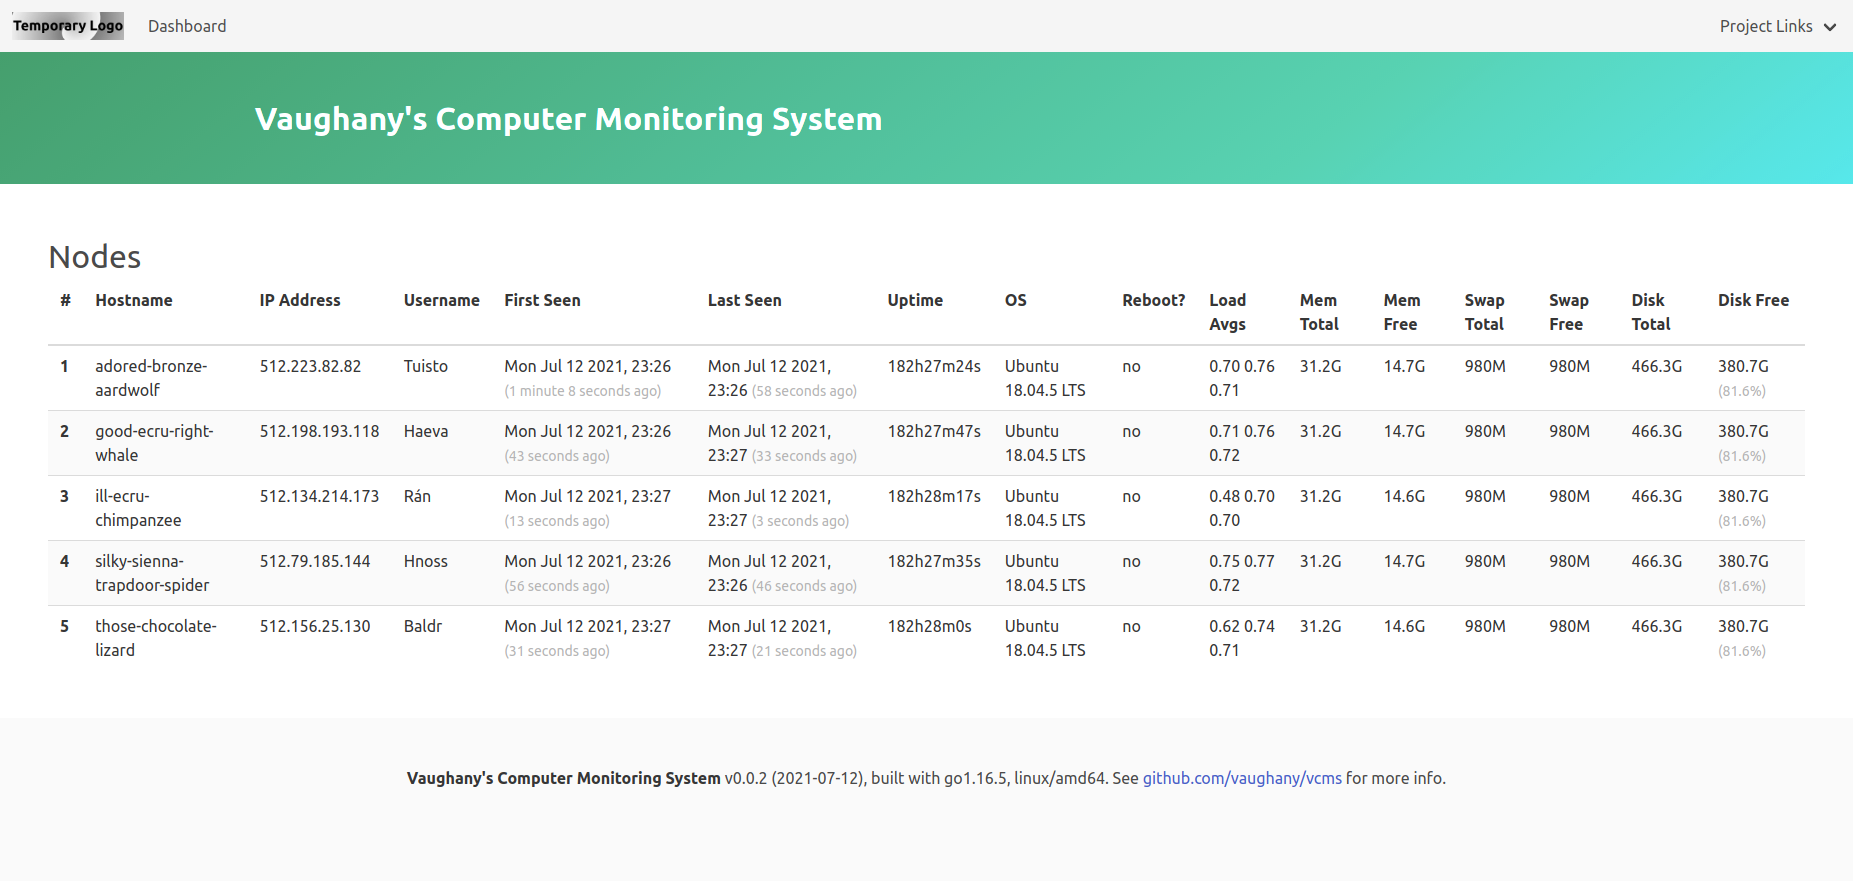 Temporary Logo Dashboard Project Links
Vaughany's Computer Monitoring System
Nodes
# Hostname IP Address Username First Seen Last Seen Uptime OS Reboot? Load Avgs Mem Total Mem Free Swap Total Swap Free Disk Total Disk Free
1 adored-bronze-aardwolf 512.223.82.82 Tuisto Mon Jul 12 2021, 23:26 (1 minute 8 seconds ago) Mon Jul 12 2021, 23:26 (58 seconds ago) 182h27m24s Ubuntu 18.04.5 LTS no 0.70 0.76 0.71 31.2G 14.7G 980M 980M 466.3G 380.7G (81.6%)
2 good-ecru-right-whale 512.198.193.118 Haeva Mon Jul 12 2021, 23:26 (43 seconds ago) Mon Jul 12 2021, 23:27 (33 seconds ago) 182h27m47s Ubuntu 18.04.5 LTS no 0.71 0.76 0.72 31.2G 14.7G 980M 980M 466.3G 380.7G (81.6%)
3 ill-ecru-chimpanzee 512.134.214.173 Rán Mon Jul 12 2021, 23:27 (13 seconds ago) Mon Jul 12 2021, 23:27 (3 seconds ago) 182h28m17s Ubuntu 18.04.5 LTS no 0.48 0.70 0.70 31.2G 14.6G 980M 980M 466.3G 380.7G (81.6%)
4 silky-sienna-trapdoor-spider 512.79.185.144 Hnoss Mon Jul 12 2021, 23:26 (56 seconds ago) Mon Jul 12 2021, 23:26 (46 seconds ago) 182h27m35s Ubuntu 18.04.5 LTS no 0.75 0.77 0.72 31.2G 14.7G 980M 980M 466.3G 380.7G (81.6%)
5 those-chocolate-lizard 512.156.25.130 Baldr Mon Jul 12 2021, 23:27 (31 seconds ago) Mon Jul 12 2021, 23:27 (21 seconds ago) 182h28m0s Ubuntu 18.04.5 LTS no 0.62 0.74 0.71 31.2G 14.6G 980M 980M 466.3G 380.7G (81.6%)
Vaughany's Computer Monitoring System v0.0.2 (2021-07-12), built with go1.16.5, linux/amd64. See github.com/vaughany/vcms for more info.